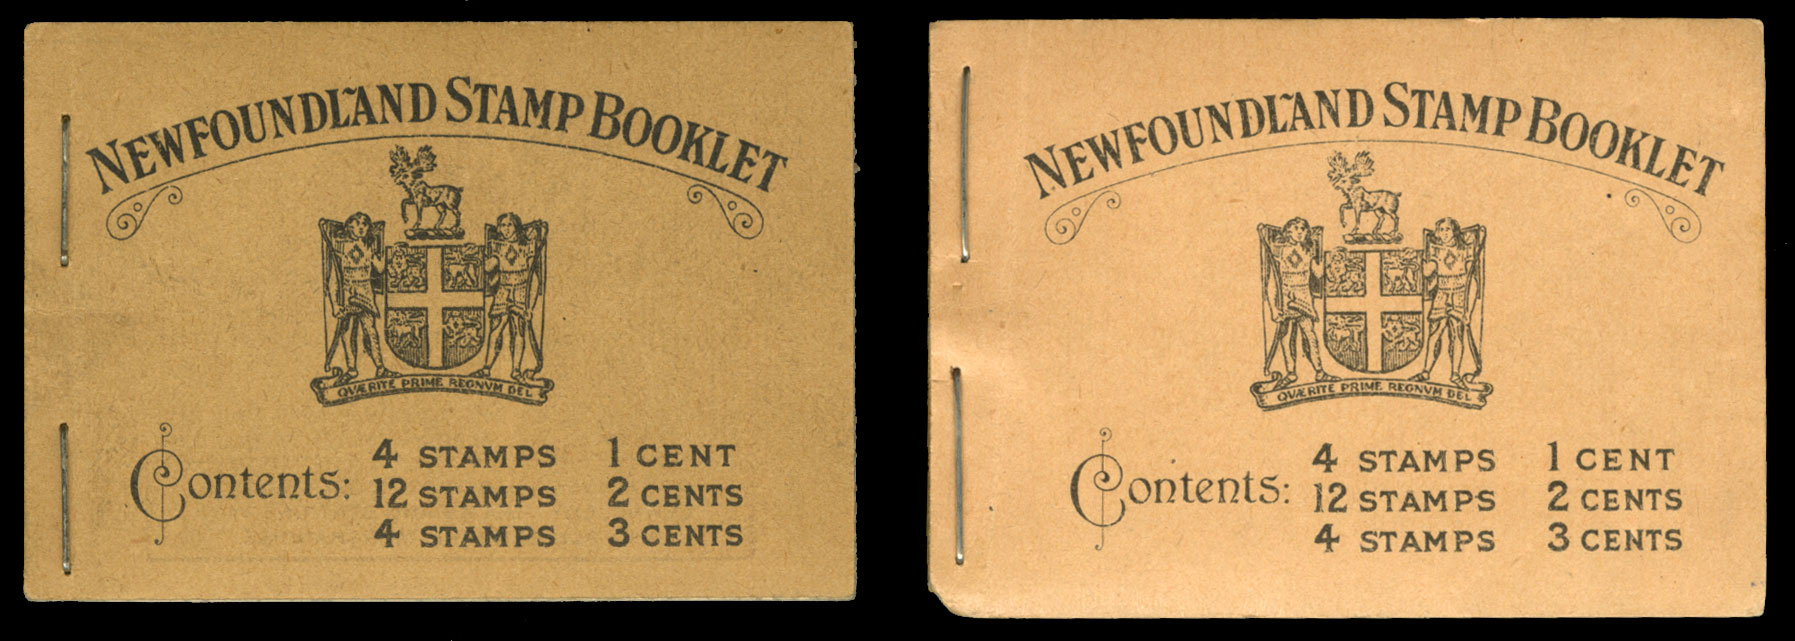 NEWFOUNDLAND STAMP BOOKLET
QUÆRITE PRIME REGNVM DEI
Contents:
4 STAMPS 1 CENT
12 STAMPS 2 CENTS
4 STAMPS 3 CENTS
NEWFOUNDLAND STAMP BOOKLET
QUÆRITE PRIME REGNVM DEI
Contents:
4 STAMPS 1 CENT
12 STAMPS 2 CENTS
4 STAMPS 3 CENTS